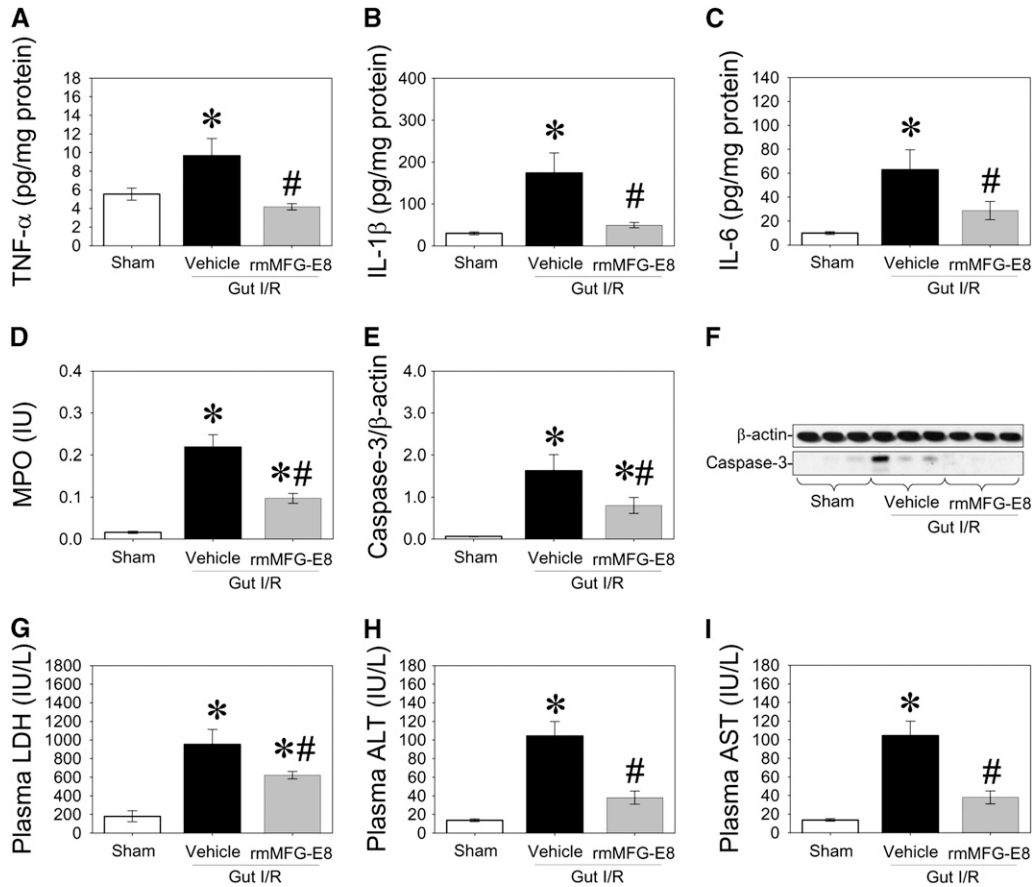 A
TNF-α (pg/mg protein)
18
16
14
12
10
8
6
4
2
0
*
#
Sham
Vehicle rmMFG-E8
Gut I/R
B
IL-1β (pg/mg protein)
400
300
200
100
0
*
#
Sham
Vehicle rmMFG-E8
Gut I/R
C
IL-6 (pg/mg protein)
140
120
100
80
60
40
20
0
*
#
Sham
Vehicle rmMFG-E8
Gut I/R
D
MPO (IU)
0.4
0.3
0.2
0.1
0.0
*
*#
Sham
Vehicle rmMFG-E8
Gut I/R
E
Caspase-3/β-actin
4.0
3.0
2.0
1.0
0.0
*
*#
Sham
Vehicle rmMFG-E8
Gut I/R
F
β-actin-
Caspase-3-
Sham Vehicle rmMFG-E8
Gut I/R
G
Plasma LDH (IU/L)
1800
1600
1400
1200
1000
800
600
400
200
0
*
*#
Sham
Vehicle rmMFG-E8
Gut I/R
H
Plasma ALT (IU/L)
180
160
140
120
100
80
60
40
20
0
*
#
Sham
Vehicle rmMFG-E8
Gut I/R
I
Plasma AST (IU/L)
180
160
140
120
100
80
60
40
20
0
*
#
Sham
Vehicle rmMFG-E8
Gut I/R